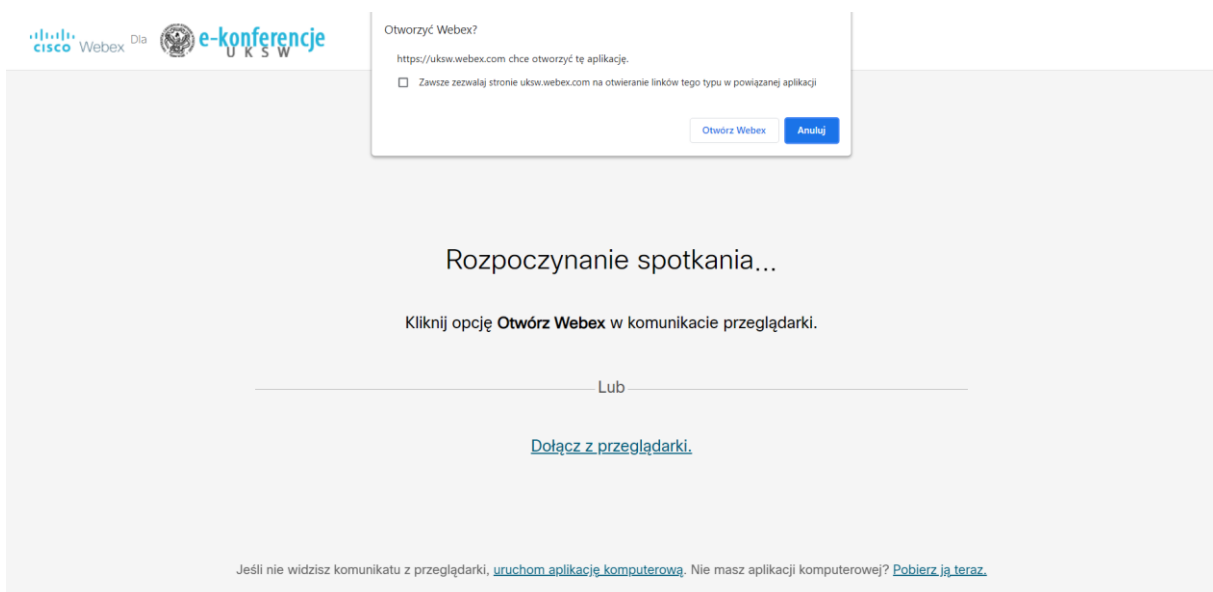 cisco Webex Dla e-konferencje
UKSW
Otworzyć Webex?
https://uksw.webex.com chce otworzyć tę aplikację.
Zawsze zezwalaj stronie uksw.webex.com na otwieranie linków tego typu w powiązanej aplikacji
Otwórz Webex Anuluj
Rozpoczynanie spotkania...
Kliknij opcję Otwórz Webex w komunikacie przeglądarki.
Lub
Dołącz z przeglądarki.
Jeśli nie widzisz komunikatu z przeglądarki, uruchom aplikację komputerową. Nie masz aplikacji komputerowej? Pobierz ją teraz.